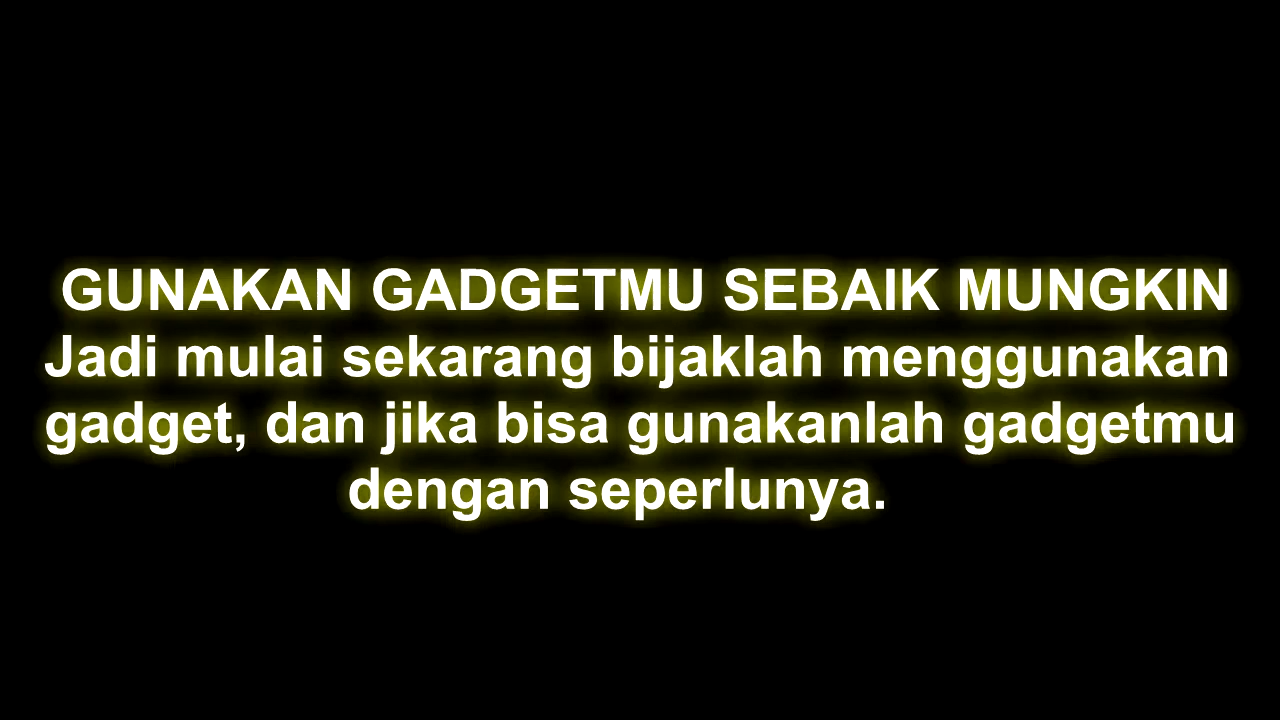 GUNAKAN GADGETMU SEBAIK MUNGKIN
Jadi mulai sekarang bijaklah menggunakan
gadget, dan jika bisa gunakanlah gadgetmu
dengan seperlunya.